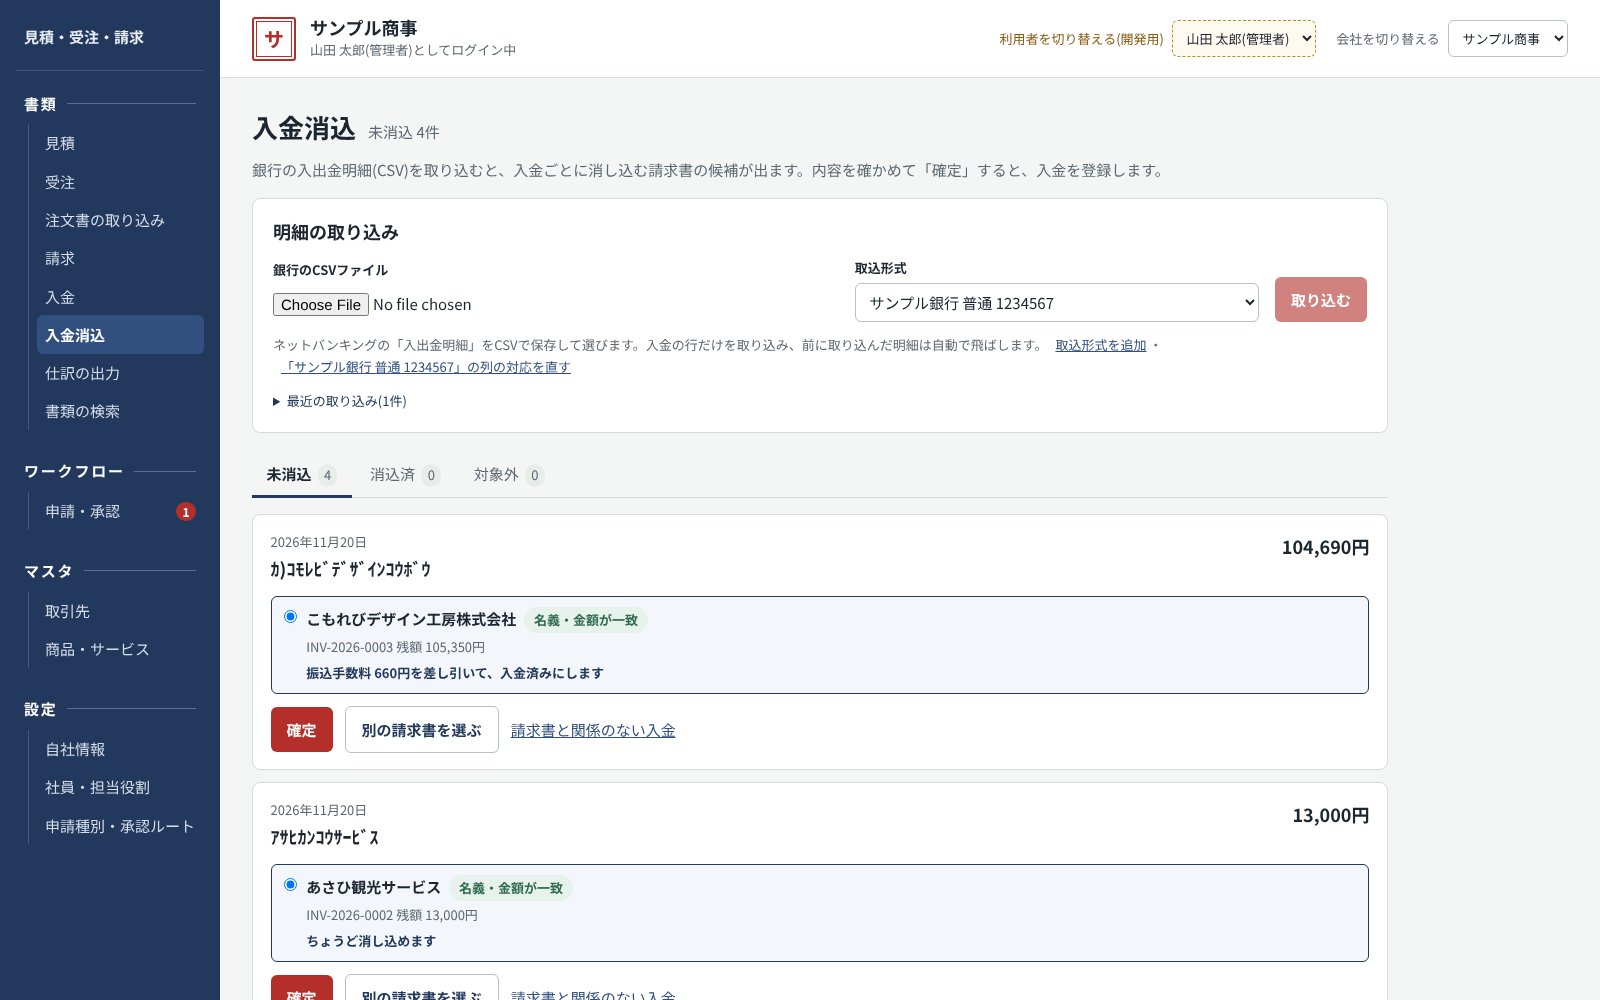 見積・受注・請求
書類
見積
受注
注文書の取り込み
請求
入金
入金消込
仕訳の出力
書類の検索
ワークフロー
申請・承認 1
マスタ
取引先
商品・サービス
設定
自社情報
社員・担当役割
申請種別・承認ルート
サ
サンプル商事
山田 太郎(管理者)としてログイン中
利用者を切り替える(開発用) 山田 太郎(管理者) 会社を切り替える サンプル商事
入金消込 未消込 4件
銀行の入出金明細(CSV)を取り込むと、入金ごとに消し込む請求書の候補が出ます。内容を確かめて「確定」すると、入金を登録します。
明細の取り込み
銀行のCSVファイル
Choose File No file chosen
取込形式
サンプル銀行 普通 1234567
取り込む
ネットバンキングの「入出金明細」をCSVで保存して選びます。入金の行だけを取り込み、前に取り込んだ明細は自動で飛ばします。 取込形式を追加 ・
「サンプル銀行 普通 1234567」の列の対応を直す
▶ 最近の取り込み(1件)
未消込 4 消込済 0 対象外 0
2026年11月20日
104,690円
ｶ)ｺﾓﾚﾋﾞﾃﾞｻﾞｲﾝｺｳﾎﾞｳ
こもれびデザイン工房株式会社 名義・金額が一致
INV-2026-0003 残額 105,350円
振込手数料 660円を差し引いて、入金済みにします
確定 別の請求書を選ぶ 請求書と関係のない入金
2026年11月20日
13,000円
ｱｻﾋｶﾝｺｳｻｰﾋﾞｽ
あさひ観光サービス 名義・金額が一致
INV-2026-0002 残額 13,000円
ちょうど消し込めます
確定 別の請求書を選ぶ 請求書と関係のない入金